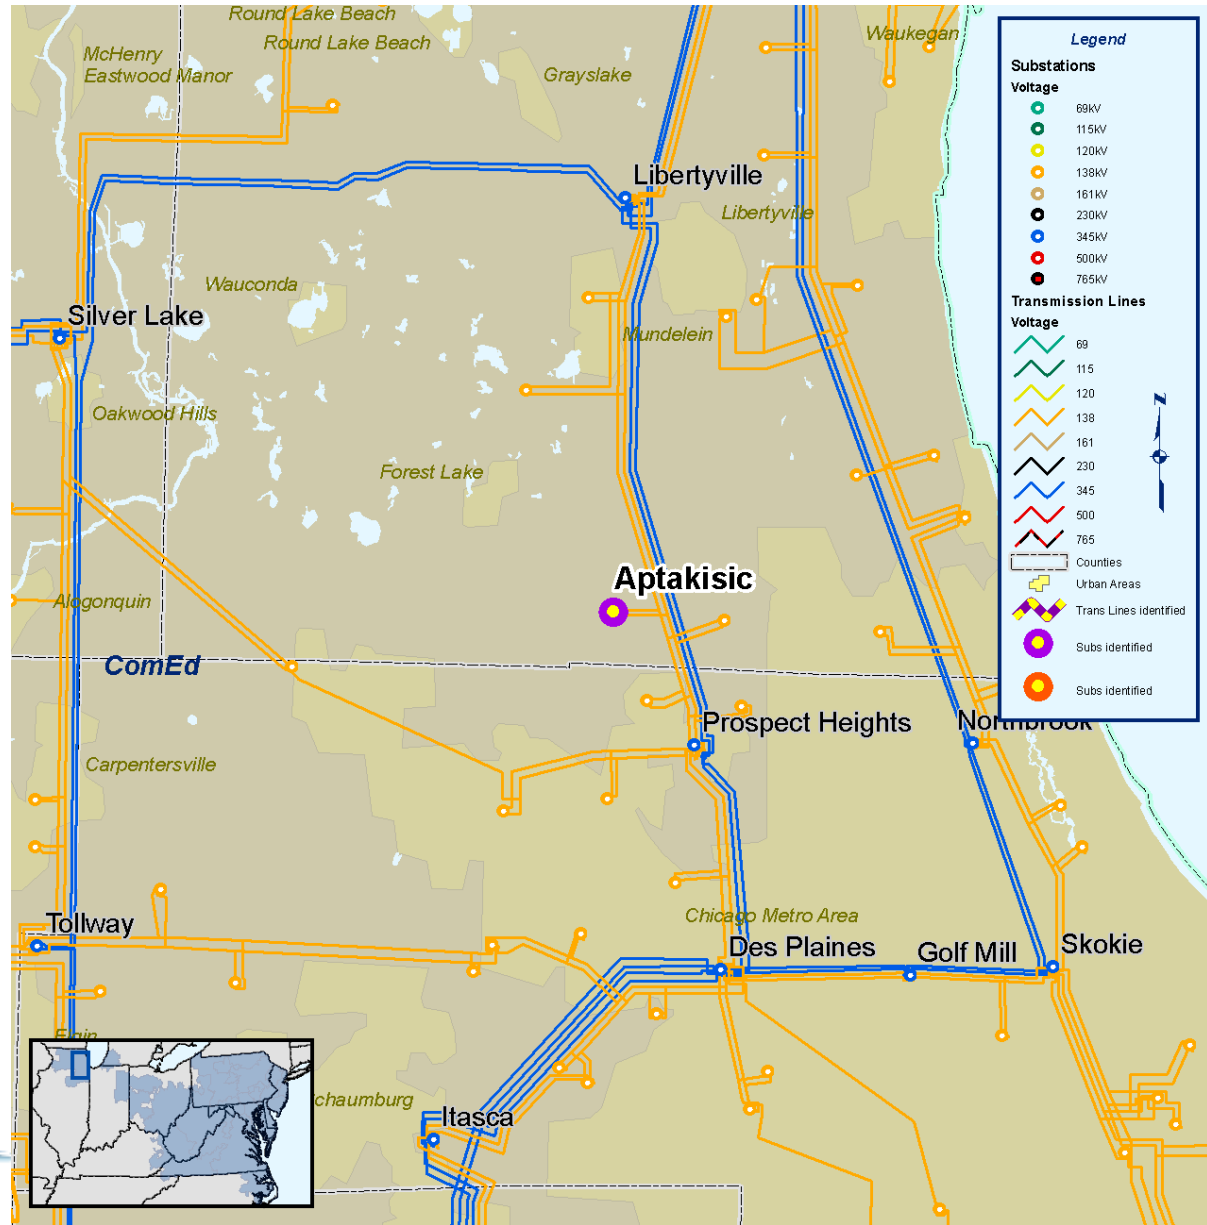 Round Lake Beach
Round Lake Beach
McHenry
Eastwood Manor
Grayslake
Waukegan
Libertyville
Libertyville
Wauconda
Silver Lake
Mundelein
Oakwood Hills
Forest Lake
Aptakisic
Alogonquin
ComEd
Prospect Heights
Northbrook
Carpentersville
Chicago Metro Area
Tollway
Des Plaines
Golf Mill
Skokie
Elgin
chaumburg
Itasca
Legend
Substations
Voltage
69kV
115kV
120kV
138kV
161kV
230kV
345kV
500kV
765kV
Transmission Lines
Voltage
69
115
120
138
161
230
345
500
765
Counties
Urban Areas
Trans Lines identified
Subs identified
Subs identified
N